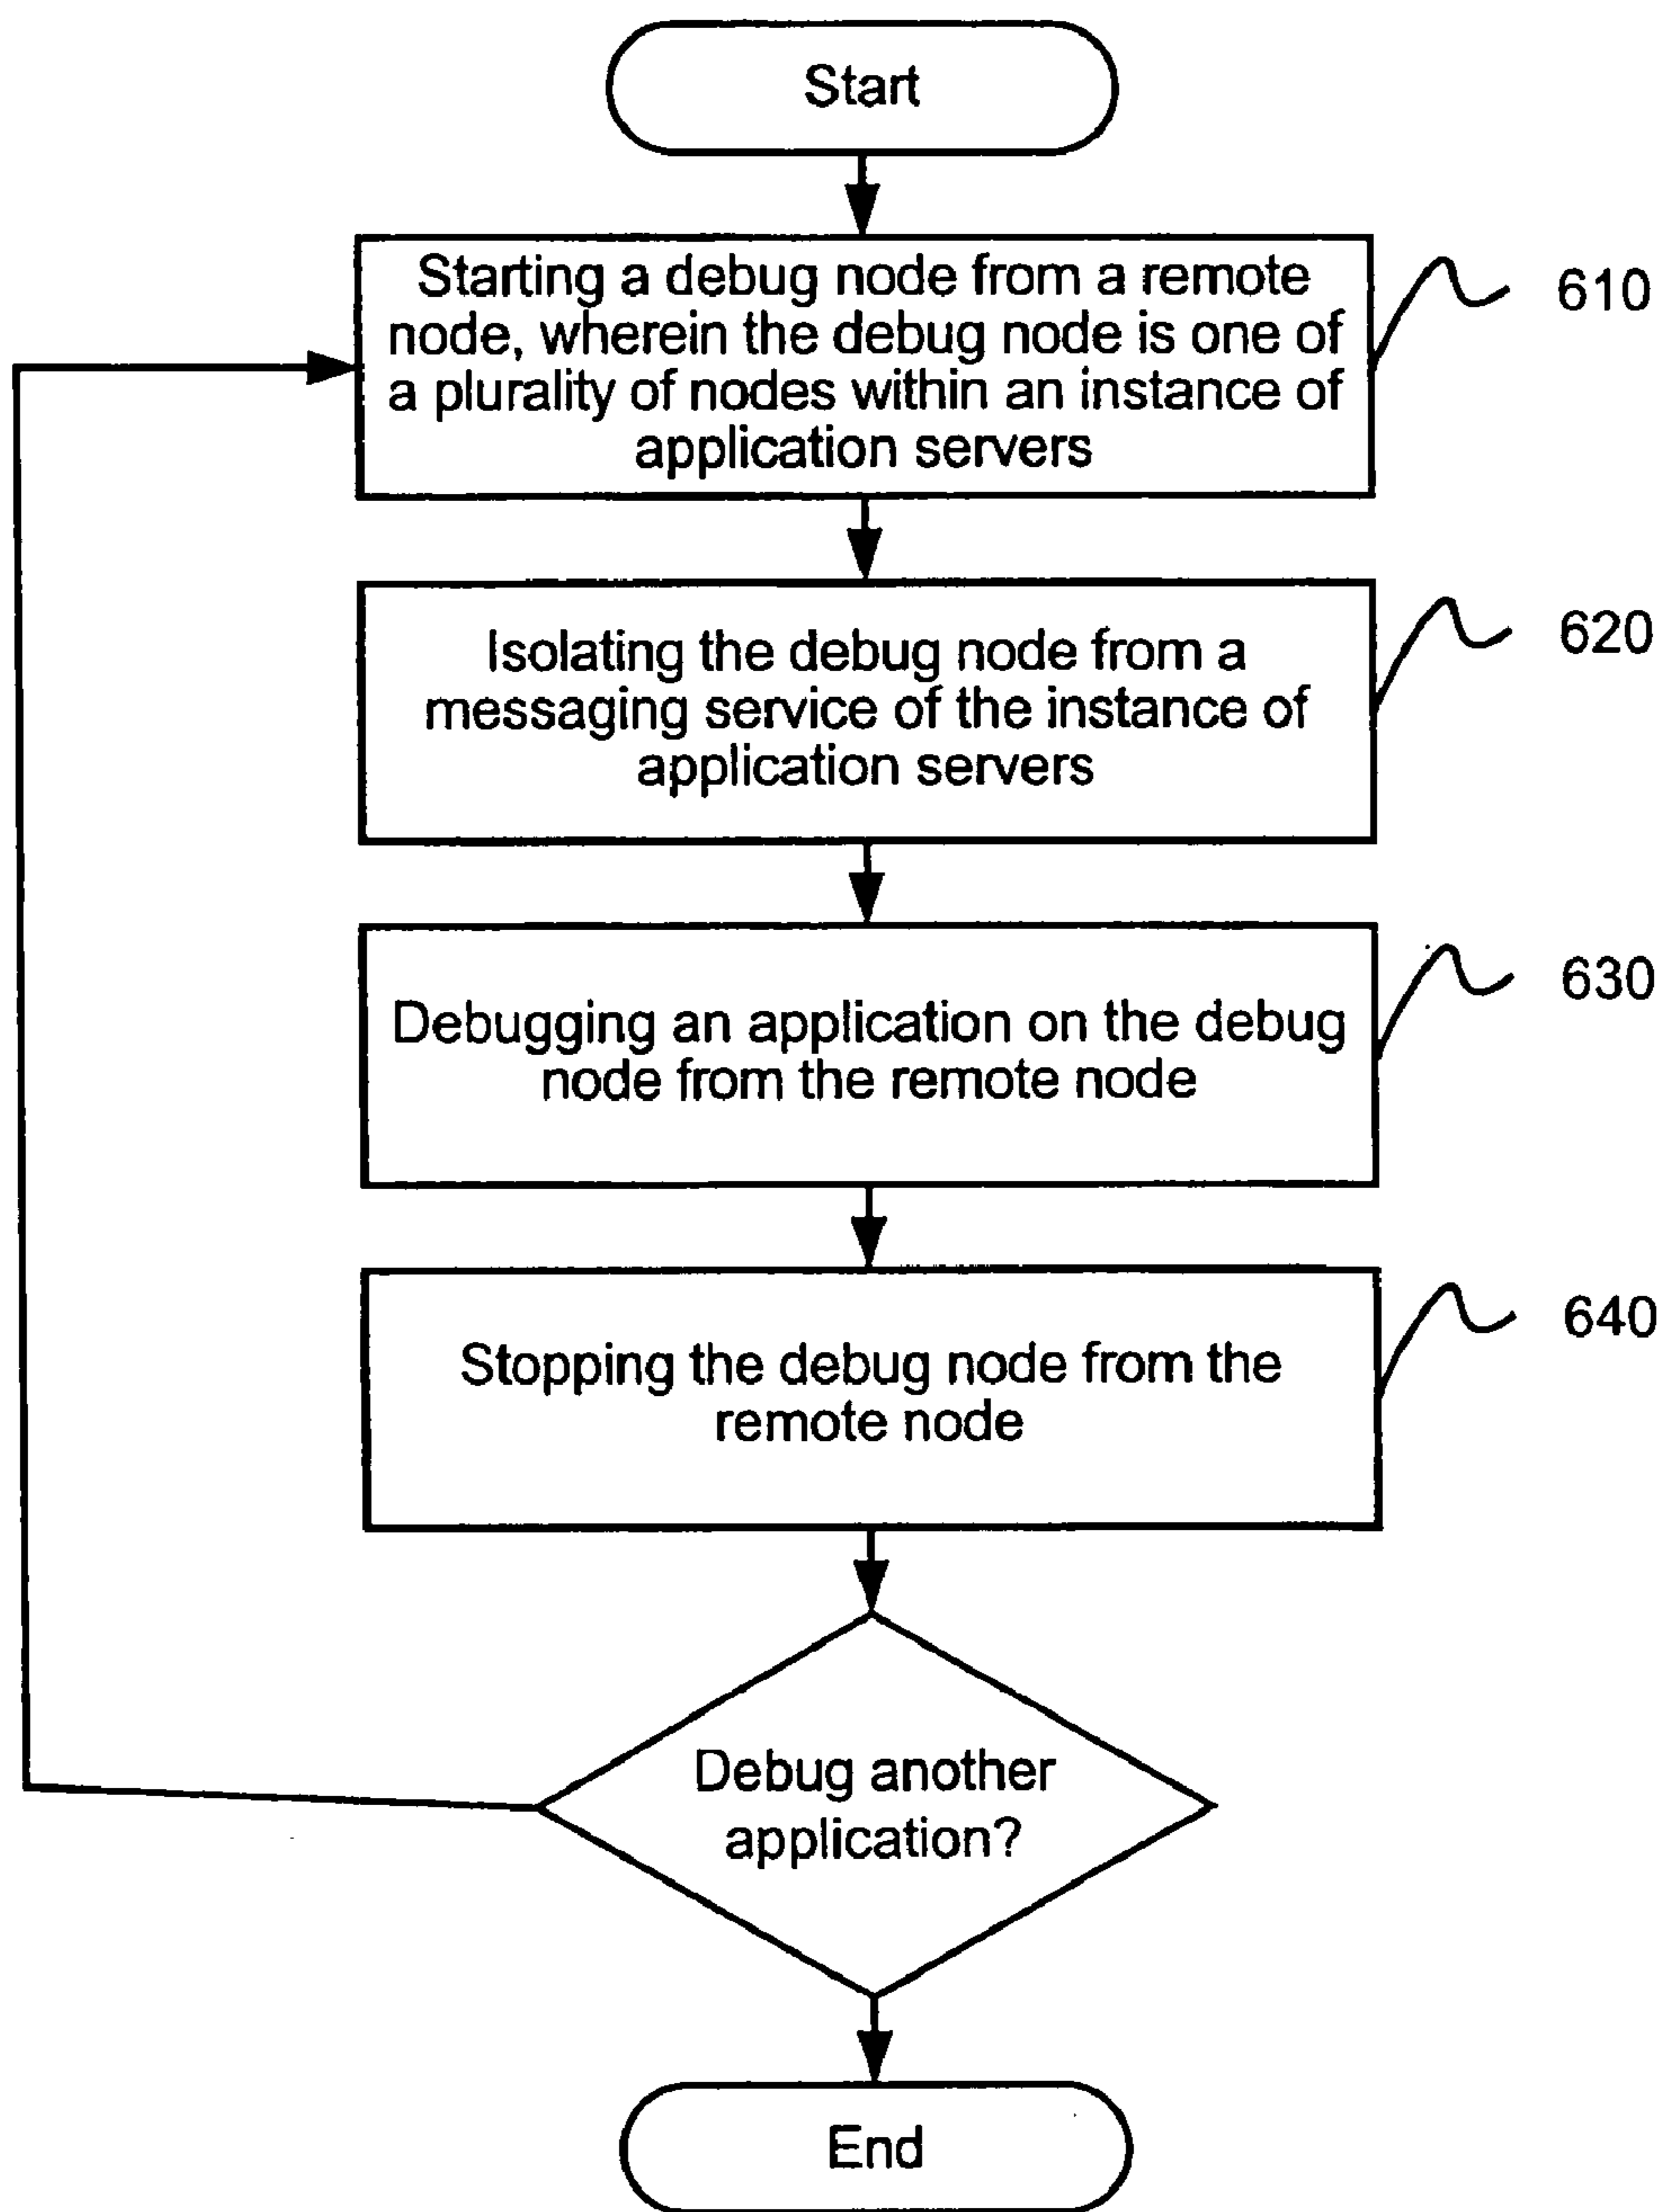 Start
Starting a debug node from a remote
node, wherein the debug node is one of
a plurality of nodes within an instance of
application servers
610
Isolating the debug node from a
messaging service of the instance of
application servers
620
Debugging an application on the debug
node from the remote node
630
Stopping the debug node from the
remote node
640
Debug another
application?
End